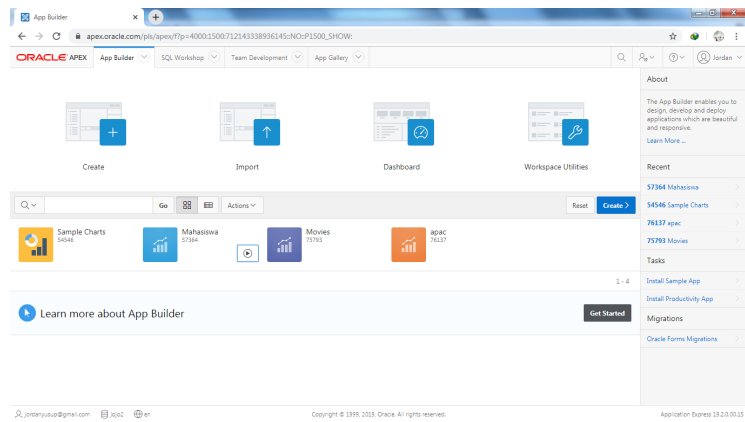 App Builder
apex.oracle.com/pls/apex/f?p=4000:1500:712143338936145::NO::P1500_SHOW:
ORACLE APEX App Builder SQL Workshop Team Development App Gallery Jordan
Create
Import
Dashboard
Workspace Utilities
Go Actions Reset Create >
Sample Charts
54546
Mahasiswa
57364
Movies
75793
apac
76137
1 - 4
Learn more about App Builder
Get Started
About
The App Builder enables you to
design, develop and deploy
applications which are beautiful
and responsive.
Learn More ...
Recent
57364 Mahasiswa
54546 Sample Charts
76137 apac
75793 Movies
Tasks
Install Sample App
Install Productivity App
Migrations
Oracle Forms Migrations
jordanyusup@gmail.com jojo2 en
Copyright © 1999, 2019, Oracle. All rights reserved.
Application Express 19.2.0.00.15